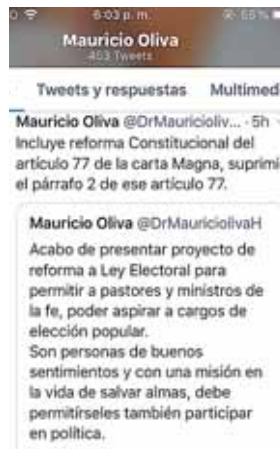 6:03 p. m.
Mauricio Oliva
453 Tweets
Tweets y respuestas Multimed
Mauricio Oliva @DrMauricioliv... · 5h
Incluye reforma Constitucional del
artículo 77 de la carta Magna, suprimi
el párrafo 2 de ese artículo 77.
Mauricio Oliva @DrMauricioolivaH
Acabo de presentar proyecto de
reforma a Ley Electoral para
permitir a pastores y ministros de
la fe, poder aspirar a cargos de
elección popular.
Son personas de buenos
sentimientos y con una misión en
la vida de salvar almas, debe
permitírseles también participar
en política.